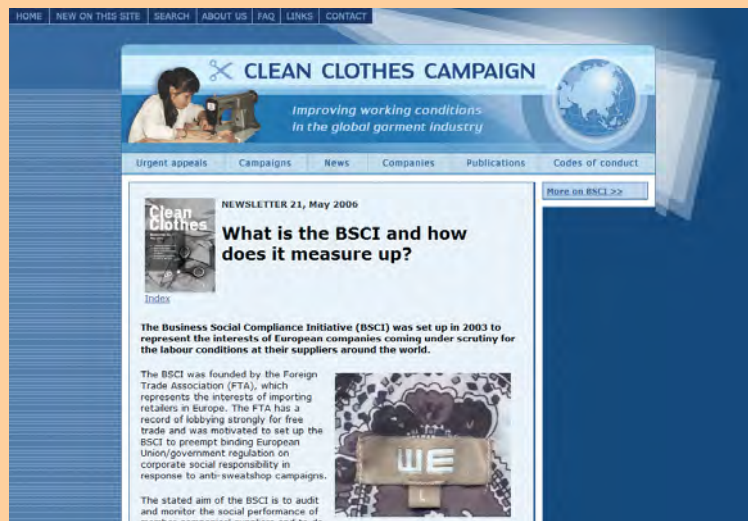 HOME NEW ON THIS SITE SEARCH ABOUT US FAQ LINKS CONTACT
CLEAN CLOTHES CAMPAIGN
Improving working conditions
in the global garment industry
Urgent appeals Campaigns News Companies Publications Codes of conduct
More on BSCI >>
Clean
Clothes
Index
NEWSLETTER 21, May 2006
What is the BSCI and how
does it measure up?
The Business Social Compliance Initiative (BSCI) was set up in 2003 to
represent the interests of European companies coming under scrutiny for
the labour conditions at their suppliers around the world.
The BSCI was founded by the Foreign
Trade Association (FTA), which
represents the interests of importing
retailers in Europe. The FTA has a
record of lobbying strongly for free
trade and was motivated to set up the
BSCI to preempt binding European
Union/government regulation on
corporate social responsibility in
response to anti-sweatshop campaigns.
The stated aim of the BSCI is to audit
and monitor the social performance of
WE
L